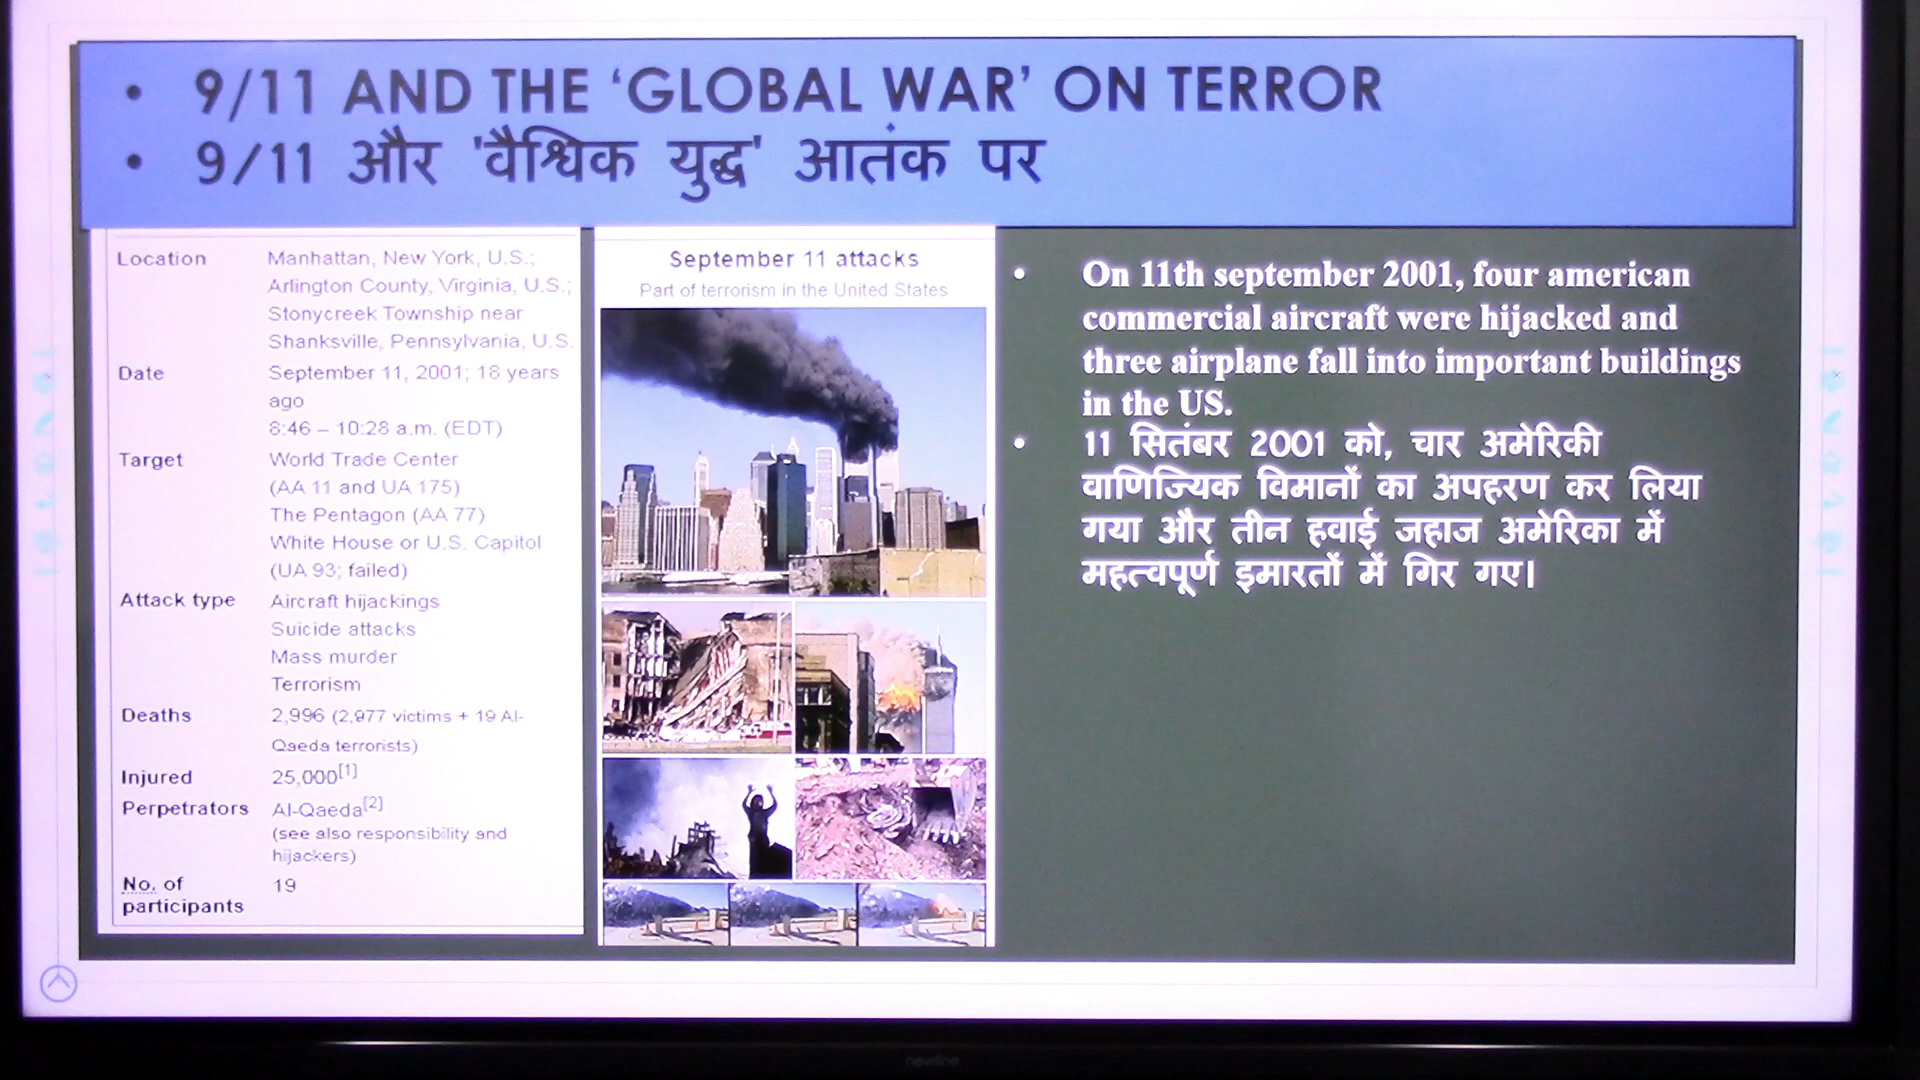 • 9/11 AND THE ‘GLOBAL WAR’ ON TERROR
• 9/11 और 'वैश्विक युद्ध' आतंक पर
Location Manhattan, New York, U.S.;
Arlington County, Virginia, U.S.;
Stonycreek Township near
Shanksville, Pennsylvania, U.S.
Date September 11, 2001; 18 years
ago
8:46 – 10:28 a.m. (EDT)
Target World Trade Center
(AA 11 and UA 175)
The Pentagon (AA 77)
White House or U.S. Capitol
(UA 93; failed)
Attack type Aircraft hijackings
Suicide attacks
Mass murder
Terrorism
Deaths 2,996 (2,977 victims + 19 Al-
Qaeda terrorists)
Injured 25,000[1]
Perpetrators Al-Qaeda[2]
(see also responsibility and
hijackers)
No. of 19
participants
September 11 attacks
Part of terrorism in the United States
• On 11th september 2001, four american
commercial aircraft were hijacked and
three airplane fall into important buildings
in the US.
• 11 सितंबर 2001 को, चार अमेरिकी
वाणिज्यिक विमानों का अपहरण कर लिया
गया और तीन हवाई जहाज अमेरिका में
महत्वपूर्ण इमारतों में गिर गए।
newline